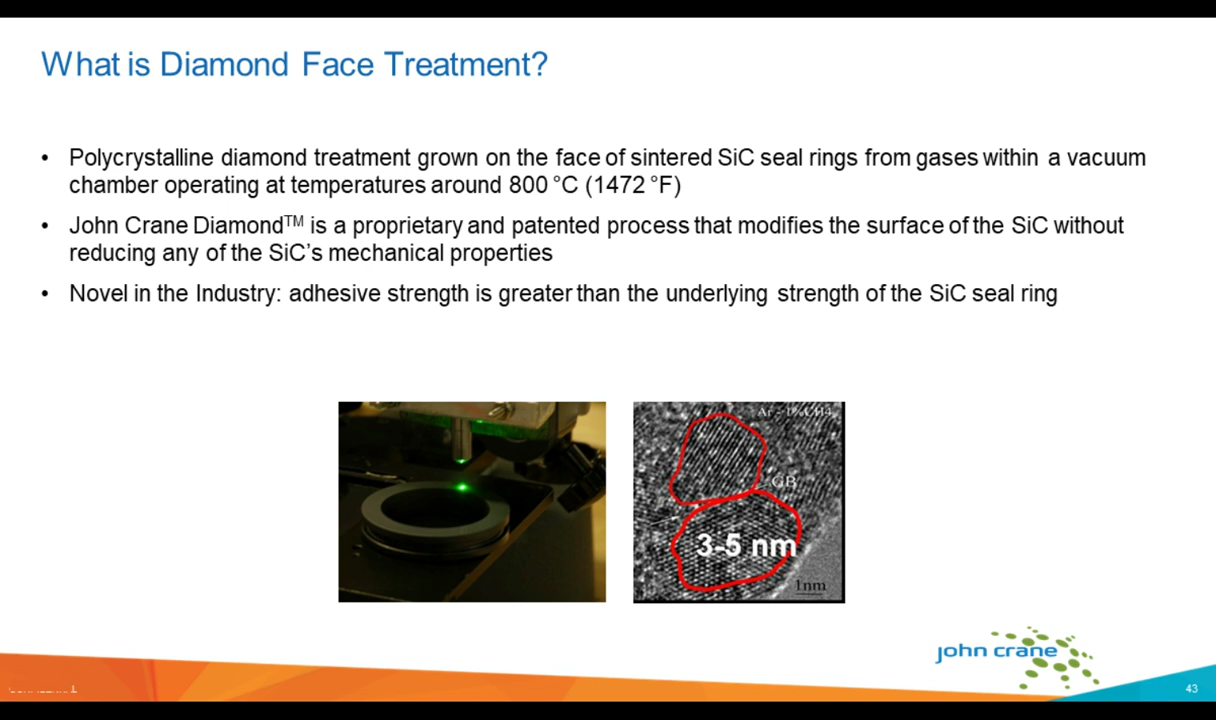 What is Diamond Face Treatment?
• Polycrystalline diamond treatment grown on the face of sintered SiC seal rings from gases within a vacuum
chamber operating at temperatures around 800 °C (1472 °F)
• John Crane Diamond™ is a proprietary and patented process that modifies the surface of the SiC without
reducing any of the SiC’s mechanical properties
• Novel in the Industry: adhesive strength is greater than the underlying strength of the SiC seal ring
Ar - 1%CH4
GB
3-5 nm
1nm
john crane
43